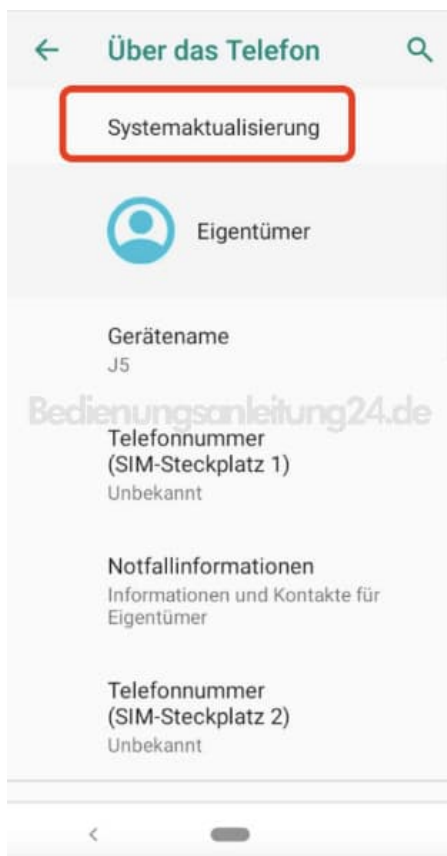 Über das Telefon
Systemaktualisierung
Eigentümer
Gerätename
J5
Bedienungsanleitung24.de
Telefonnummer
(SIM-Steckplatz 1)
Unbekannt
Notfallinformationen
Informationen und Kontakte für
Eigentümer
Telefonnummer
(SIM-Steckplatz 2)
Unbekannt